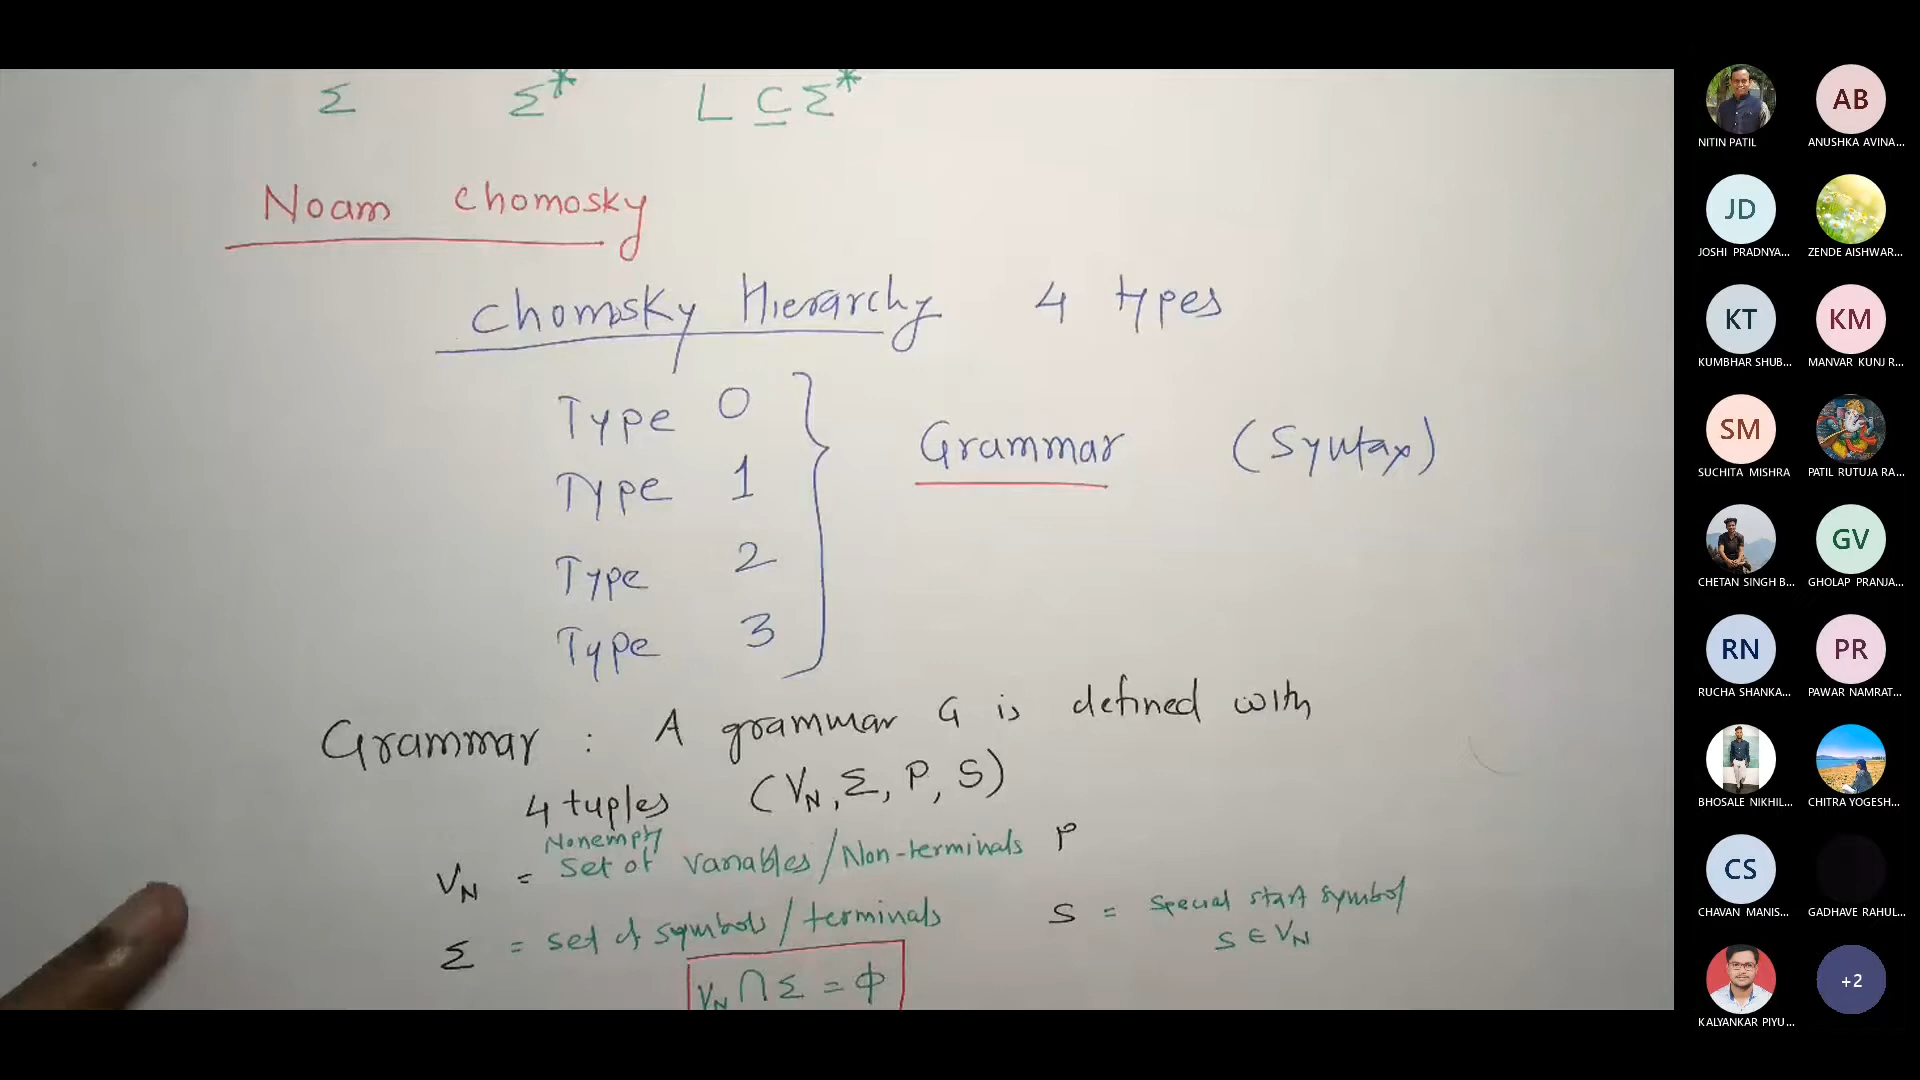 Σ Σ* L ⊆ Σ*
Noam Chomosky
Chomosky Hierarchy 4 types
Type 0
Type 1
Type 2
Type 3
Grammar (Syntax)
Grammar : A grammar G is defined with
4 tuples (VN, Σ, P, S)
Nonempty
VN = Set of variables/Non-terminals P
Σ = set of symbols / terminals
S = special start symbol
S ∈ VN
VN ∩ Σ = ϕ
NITIN PATIL
AB
ANUSHKA AVINA...
JD
JOSHI PRADNYA...
ZENDE AISHWAR...
KT
KUMBHAR SHUB...
KM
MANVAR KUNJ R...
SM
SUCHITA MISHRA
PATIL RUTUJA RA...
CHETAN SINGH B...
GV
GHOLAP PRANJA...
RN
RUCHA SHANKA...
PR
PAWAR NAMRAT...
BHOSALE NIKHIL...
CHITRA YOGESH...
CS
CHAVAN MANIS...
GADHAVE RAHUL...
KALYANKAR PIYU...
+2